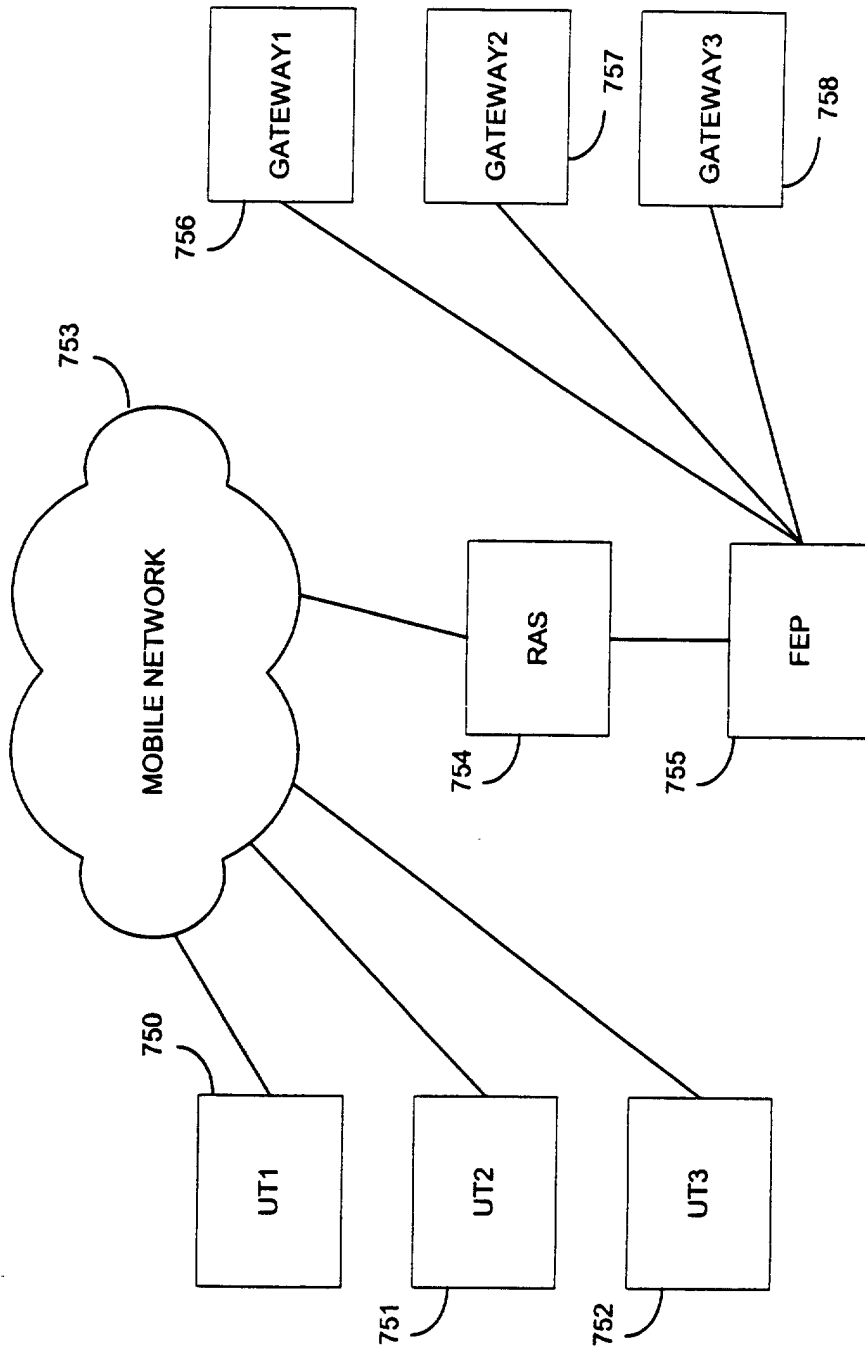 753
MOBILE NETWORK
750
UT1
751
UT2
752
UT3
754
RAS
755
FEP
756
GATEWAY1
GATEWAY2
757
GATEWAY3
758